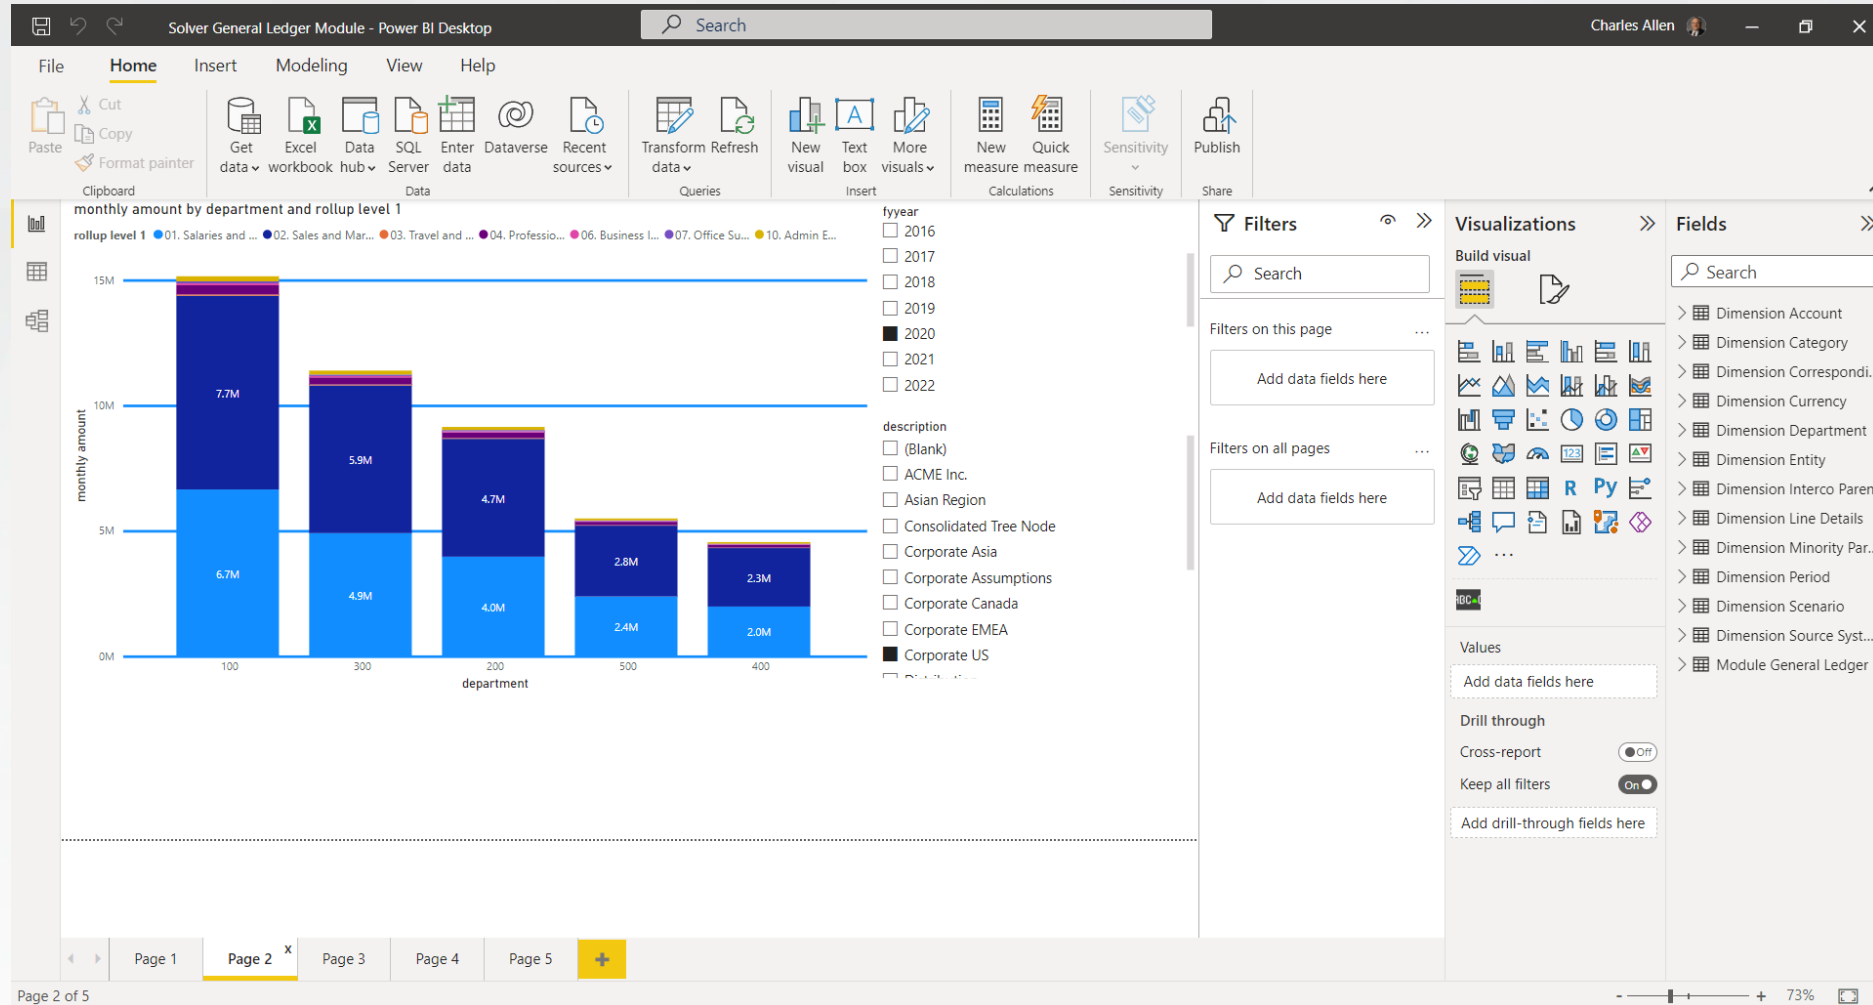 Solver General Ledger Module - Power BI Desktop
Search
Charles Allen
File Home Insert Modeling View Help
Paste
Cut
Copy
Format painter
Clipboard
Get data
Excel workbook
Data hub
SQL Server
Enter data
Dataverse
Recent sources
Data
Transform data
Refresh
Queries
New visual
Text box
More visuals
Insert
New measure
Quick measure
Calculations
Sensitivity
Sensitivity
Publish
Share
monthly amount by department and rollup level 1
rollup level 1 01. Salaries and ... 02. Sales and Mar... 03. Travel and ... 04. Professio... 06. Business I... 07. Office Su... 10. Admin E...
monthly amount
15M
10M
5M
0M
7.7M
6.7M
5.9M
4.9M
4.7M
4.0M
2.8M
2.4M
2.3M
2.0M
100 300 200 500 400
department
fyyear
2016
2017
2018
2019
2020
2021
2022
description
(Blank)
ACME Inc.
Asian Region
Consolidated Tree Node
Corporate Asia
Corporate Assumptions
Corporate Canada
Corporate EMEA
Corporate US
Filters
Search
Filters on this page ...
Add data fields here
Filters on all pages ...
Add data fields here
Visualizations
Build visual
123
R
Py
...
Values
Add data fields here
Drill through
Cross-report Off
Keep all filters On
Add drill-through fields here
Fields
Search
Dimension Account
Dimension Category
Dimension Correspondi...
Dimension Currency
Dimension Department
Dimension Entity
Dimension Interco Paren
Dimension Line Details
Dimension Minority Par...
Dimension Period
Dimension Scenario
Dimension Source Syst...
Module General Ledger
Page 1 Page 2 x Page 3 Page 4 Page 5 +
Page 2 of 5
- + 73%